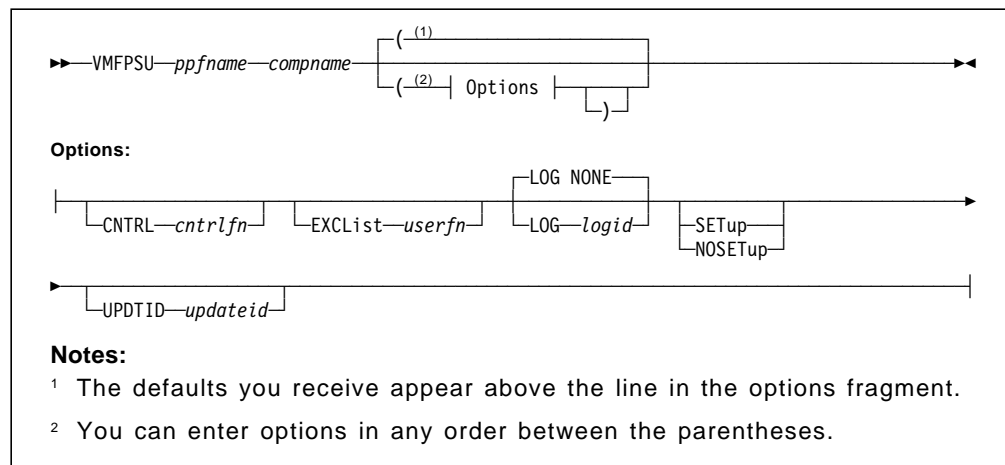 ( (1)
VMFPSU ppfname compname
( (2) Options
)
Options:
LOG NONE
CNTRL cntrlfn EXCList userfn LOG logid SETup
NOSETup
UPDTID updateid
Notes:
1 The defaults you receive appear above the line in the options fragment.
2 You can enter options in any order between the parentheses.